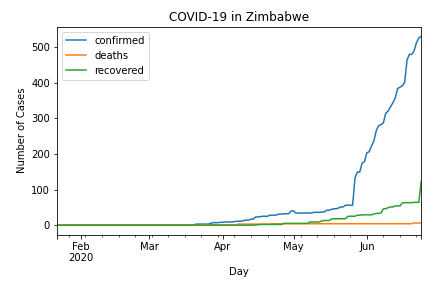 COVID-19 in Zimbabwe
confirmed
deaths
recovered
Number of Cases
500
400
300
200
100
0
Feb
2020
Mar
Apr
May
Jun
Day